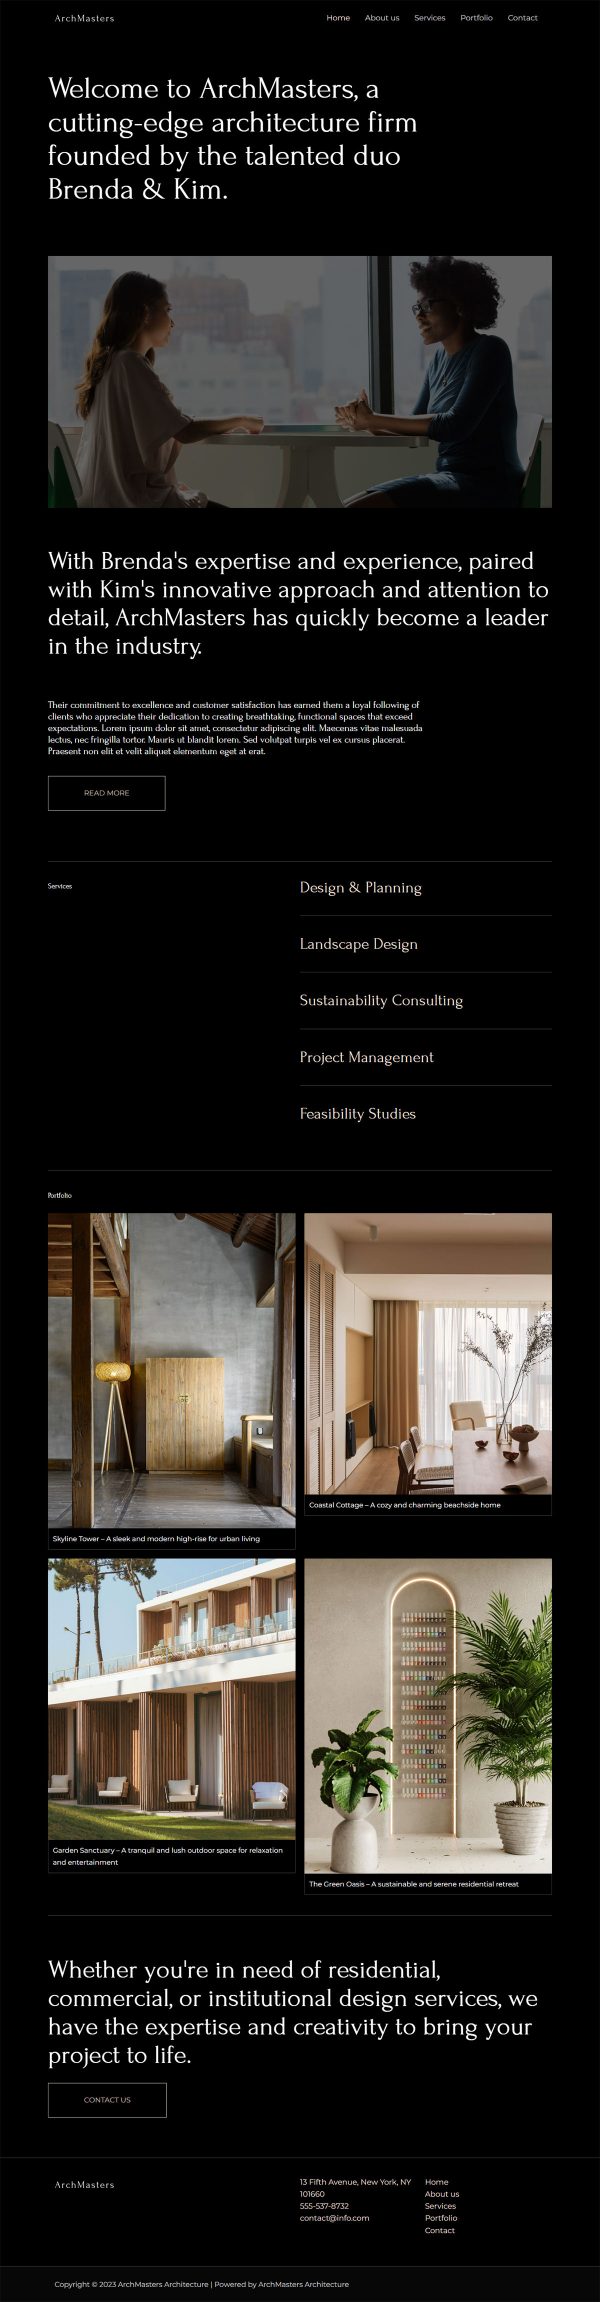 ArchMasters
Home About us Services Portfolio Contact
Welcome to ArchMasters, a
cutting-edge architecture firm
founded by the talented duo
Brenda & Kim.
With Brenda's expertise and experience, paired
with Kim's innovative approach and attention to
detail, ArchMasters has quickly become a leader
in the industry.
Their commitment to excellence and customer satisfaction has earned them a loyal following of
clients who appreciate their dedication to creating breathtaking, functional spaces that exceed
expectations. Lorem ipsum dolor sit amet, consectetur adipiscing elit. Maecenas vitae malesuada
lectus, nec fringilla tortor. Mauris ut blandit lorem. Sed volutpat turpis vel ex cursus placerat.
Praesent non elit et velit aliquet elementum eget at erat.
READ MORE
Services
Design & Planning
Landscape Design
Sustainability Consulting
Project Management
Feasibility Studies
Portfolio
Skyline Tower – A sleek and modern high-rise for urban living
Coastal Cottage – A cozy and charming beachside home
Garden Sanctuary – A tranquil and lush outdoor space for relaxation
and entertainment
The Green Oasis – A sustainable and serene residential retreat
Whether you're in need of residential,
commercial, or institutional design services, we
have the expertise and creativity to bring your
project to life.
CONTACT US
ArchMasters
13 Fifth Avenue, New York, NY
101660
555-537-8732
contact@info.com
Home
About us
Services
Portfolio
Contact
Copyright © 2023 ArchMasters Architecture | Powered by ArchMasters Architecture